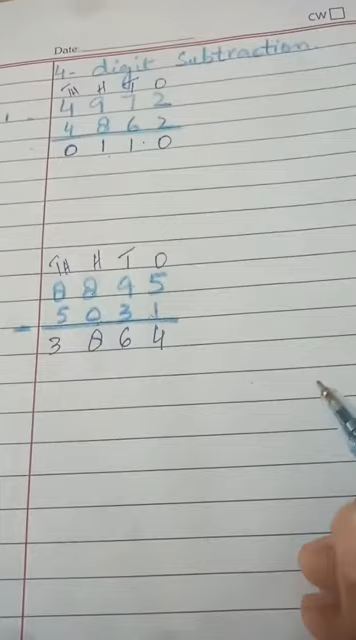 CW
Date
4- digit subtraction
TH H T O
1- 4 9 7 2
4 8 6 2
0 1 1 0
TH H T O
8 8 9 5
- 5 0 3 1
3 8 6 4